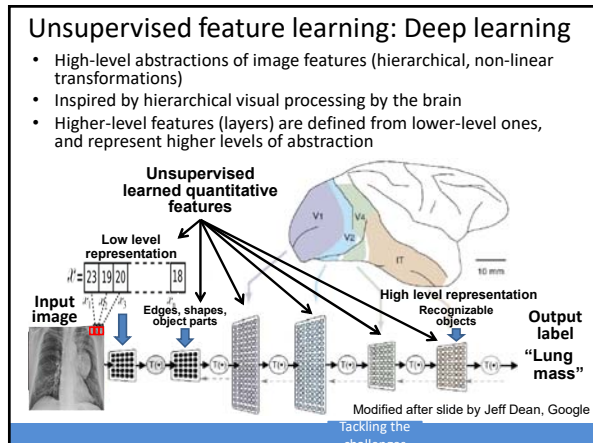 Unsupervised feature learning: Deep learning
• High-level abstractions of image features (hierarchical, non-linear
transformations)
• Inspired by hierarchical visual processing by the brain
• Higher-level features (layers) are defined from lower-level ones,
and represent higher levels of abstraction
Unsupervised
learned quantitative
features
V1
V2
V4
IT
10 mm
Low level
representation
x = 23 19 20 18
Input
image
Edges, shapes,
object parts
High level representation
Recognizable
objects
Output
label
"Lung
mass"
T(•) T(•) T(•) T(•) T(•) T(•)
Modified after slide by Jeff Dean, Google
Tackling the